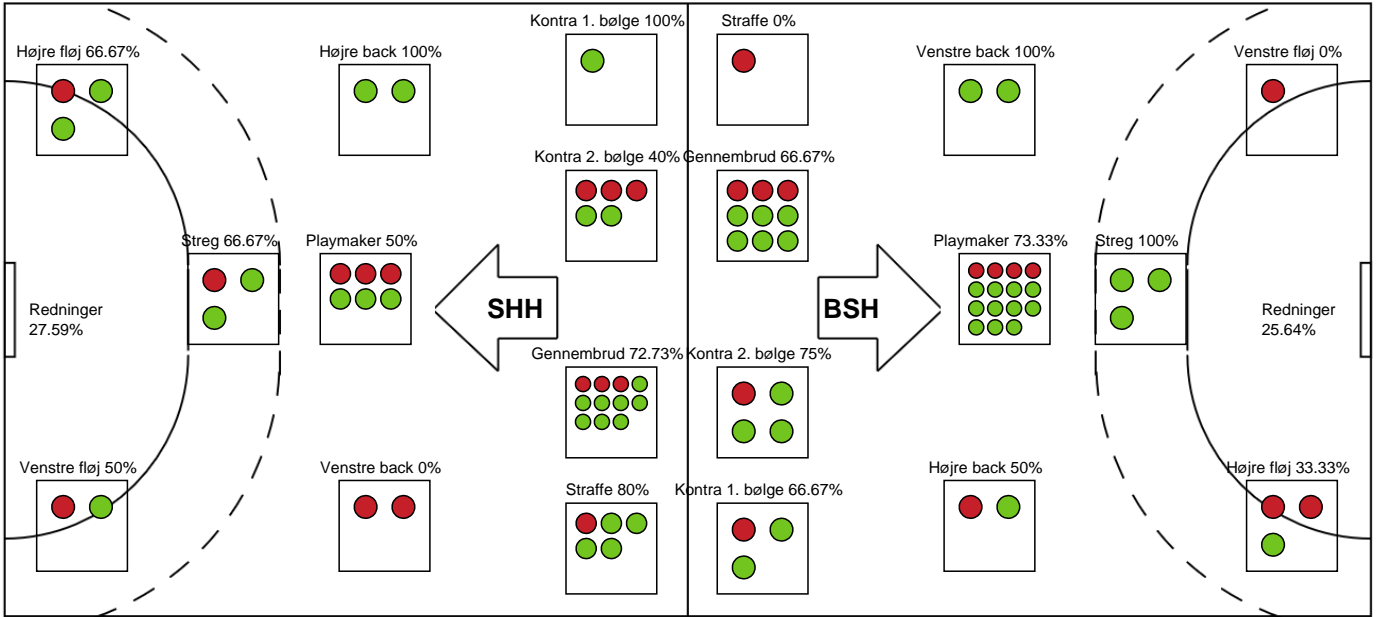 Kontra 1. bølge 100%
Straffe 0%
Højre fløj 66.67%
Højre back 100%
Venstre back 100%
Venstre fløj 0%
Kontra 2. bølge 40%
Gennembrud 66.67%
Streg 66.67%
Playmaker 50%
Playmaker 73.33%
Streg 100%
Redninger
27.59%
SHH
BSH
Redninger
25.64%
Gennembrud 72.73%
Kontra 2. bølge 75%
Venstre fløj 50%
Venstre back 0%
Straffe 80%
Kontra 1. bølge 66.67%
Højre back 50%
Højre fløj 33.33%